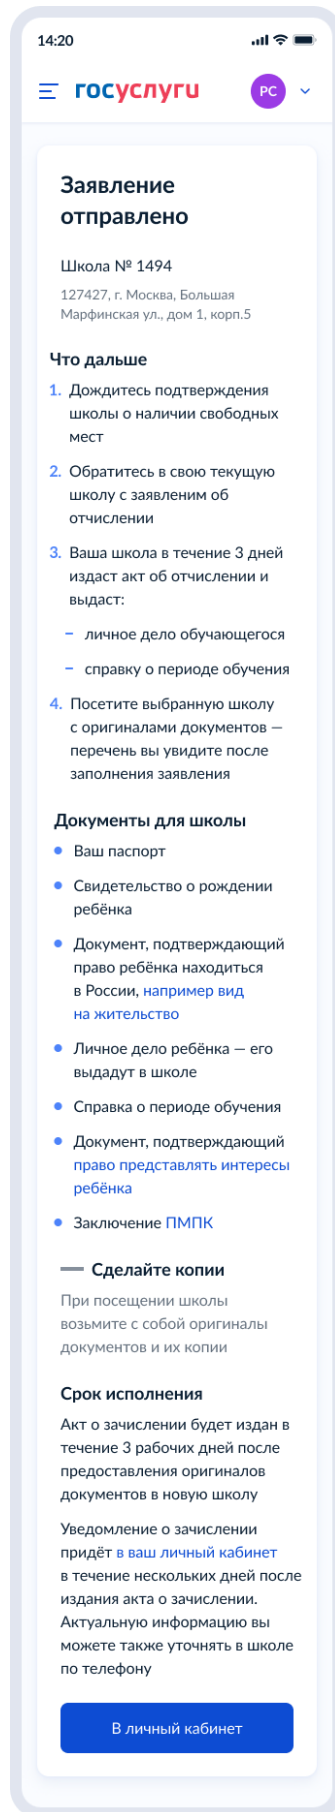 14:20
госуслуги
РС
Заявление
отправлено
Школа № 1494
127427, г. Москва, Большая
Марфинская ул., дом 1, корп.5
Что дальше
1. Дождитесь подтверждения
школы о наличии свободных
мест
2. Обратитесь в свою текущую
школу с заявленим об
отчислении
3. Ваша школа в течение 3 дней
издаст акт об отчислении и
выдаст:
– личное дело обучающегося
– справку о периоде обучения
4. Посетите выбранную школу
с оригиналами документов —
перечень вы увидите после
заполнения заявления
Документы для школы
• Ваш паспорт
• Свидетельство о рождении
ребёнка
• Документ, подтверждающий
право ребёнка находиться
в России, например вид
на жительство
• Личное дело ребёнка — его
выдадут в школе
• Справка о периоде обучения
• Документ, подтверждающий
право представлять интересы
ребёнка
• Заключение ПМПК
Сделайте копии
При посещении школы
возьмите с собой оригиналы
документов и их копии
Срок исполнения
Акт о зачислении будет издан в
течение 3 рабочих дней после
предоставления оригиналов
документов в новую школу
Уведомление о зачислении
придёт в ваш личный кабинет
в течение нескольких дней после
издания акта о зачислении.
Актуальную информацию вы
можете также уточнять в школе
по телефону
В личный кабинет